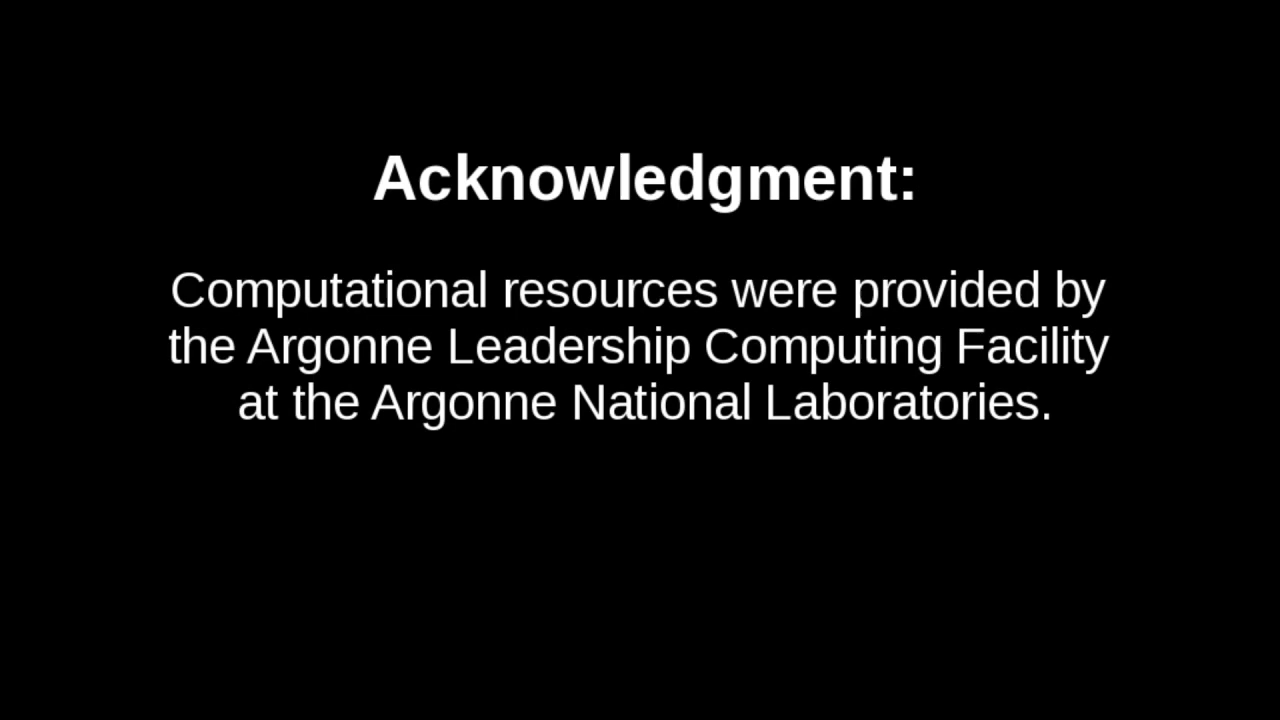 Acknowledgment:
Computational resources were provided by
the Argonne Leadership Computing Facility
at the Argonne National Laboratories.